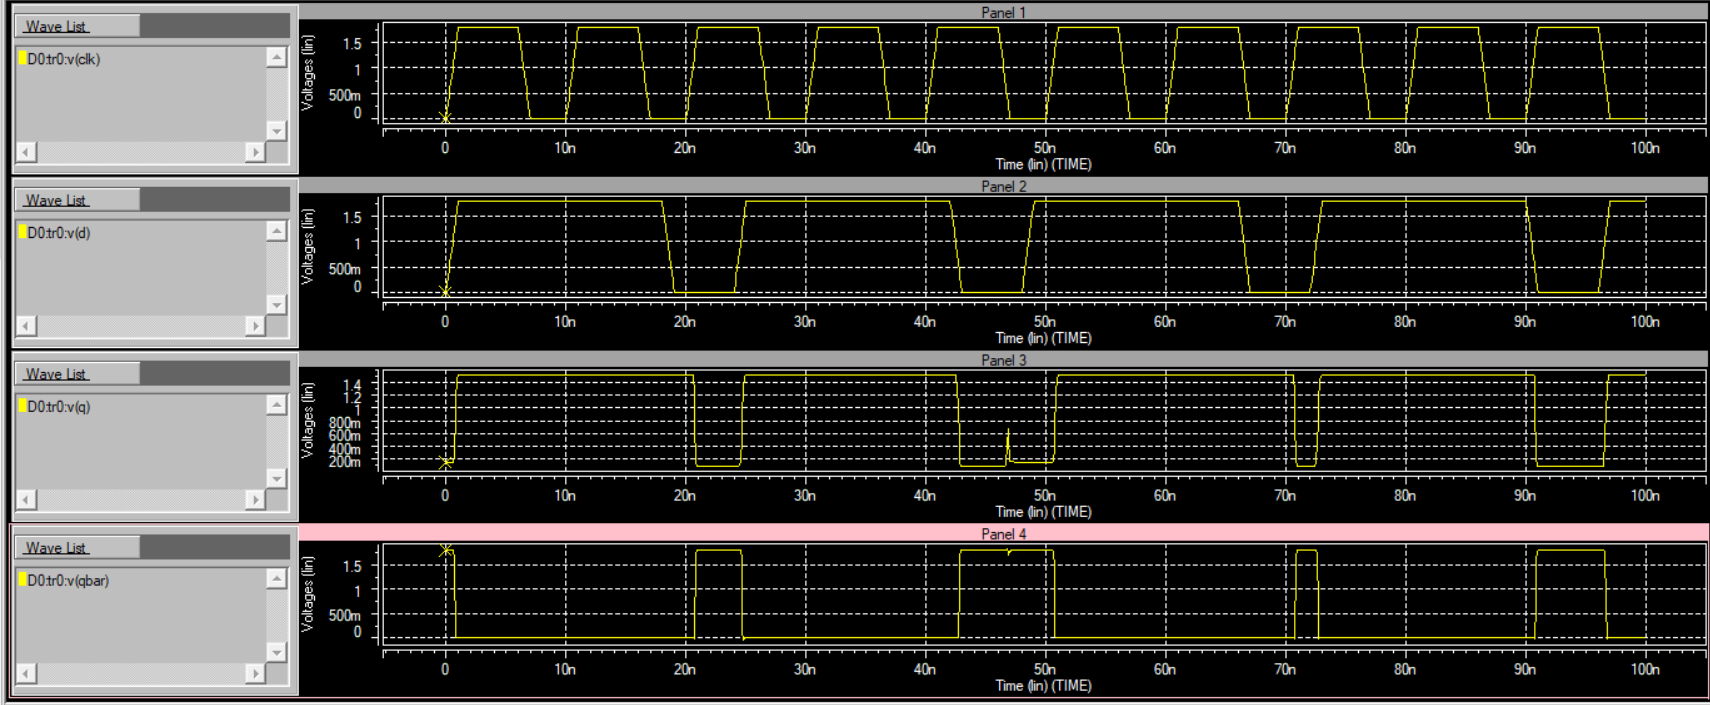 Panel 1
Wave List
D0:tr0:v(clk)
Voltages (lin)
1.5
1
500m
0
0 10n 20n 30n 40n 50n 60n 70n 80n 90n 100n
Time (lin) (TIME)
Panel 2
Wave List
D0:tr0:v(d)
Voltages (lin)
1.5
1
500m
0
0 10n 20n 30n 40n 50n 60n 70n 80n 90n 100n
Time (lin) (TIME)
Panel 3
Wave List
D0:tr0:v(q)
Voltages (lin)
1.4
1.2
1
800m
600m
400m
200m
0 10n 20n 30n 40n 50n 60n 70n 80n 90n 100n
Time (lin) (TIME)
Panel 4
Wave List
D0:tr0:v(qbar)
Voltages (lin)
1.5
1
500m
0
0 10n 20n 30n 40n 50n 60n 70n 80n 90n 100n
Time (lin) (TIME)